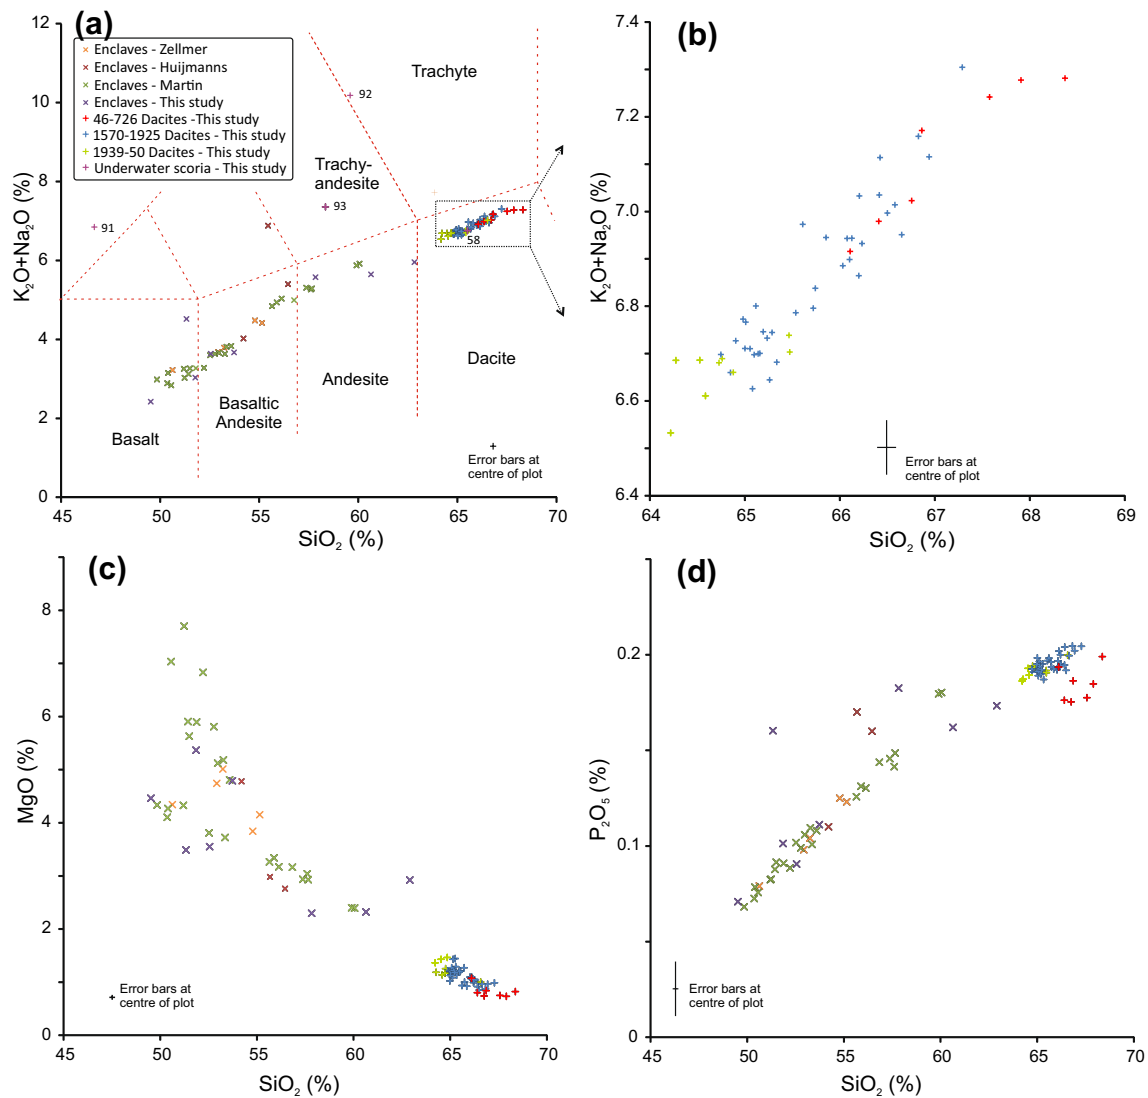 (a)
12
10
8
6
4
2
0
K₂O+Na₂O (%)
Enclaves - Zellmer
Enclaves - Huijmanns
Enclaves - Martin
Enclaves - This study
46-726 Dacites -This study
1570-1925 Dacites - This study
1939-50 Dacites - This study
Underwater scoria - This study
92
Trachyte
Trachy-
andesite
93
91
58
Dacite
Andesite
Basaltic
Andesite
Basalt
Error bars at
centre of plot
45
50
55
60
65
70
SiO₂ (%)
(b)
7.4
7.2
7.0
6.8
6.6
6.4
K₂O+Na₂O (%)
Error bars at
centre of plot
64
65
66
67
68
69
SiO₂ (%)
(c)
8
6
4
2
0
MgO (%)
Error bars at
centre of plot
45
50
55
60
65
70
SiO₂ (%)
(d)
0.2
0.1
0
P₂O₅ (%)
Error bars at
centre of plot
45
50
55
60
65
70
SiO₂ (%)